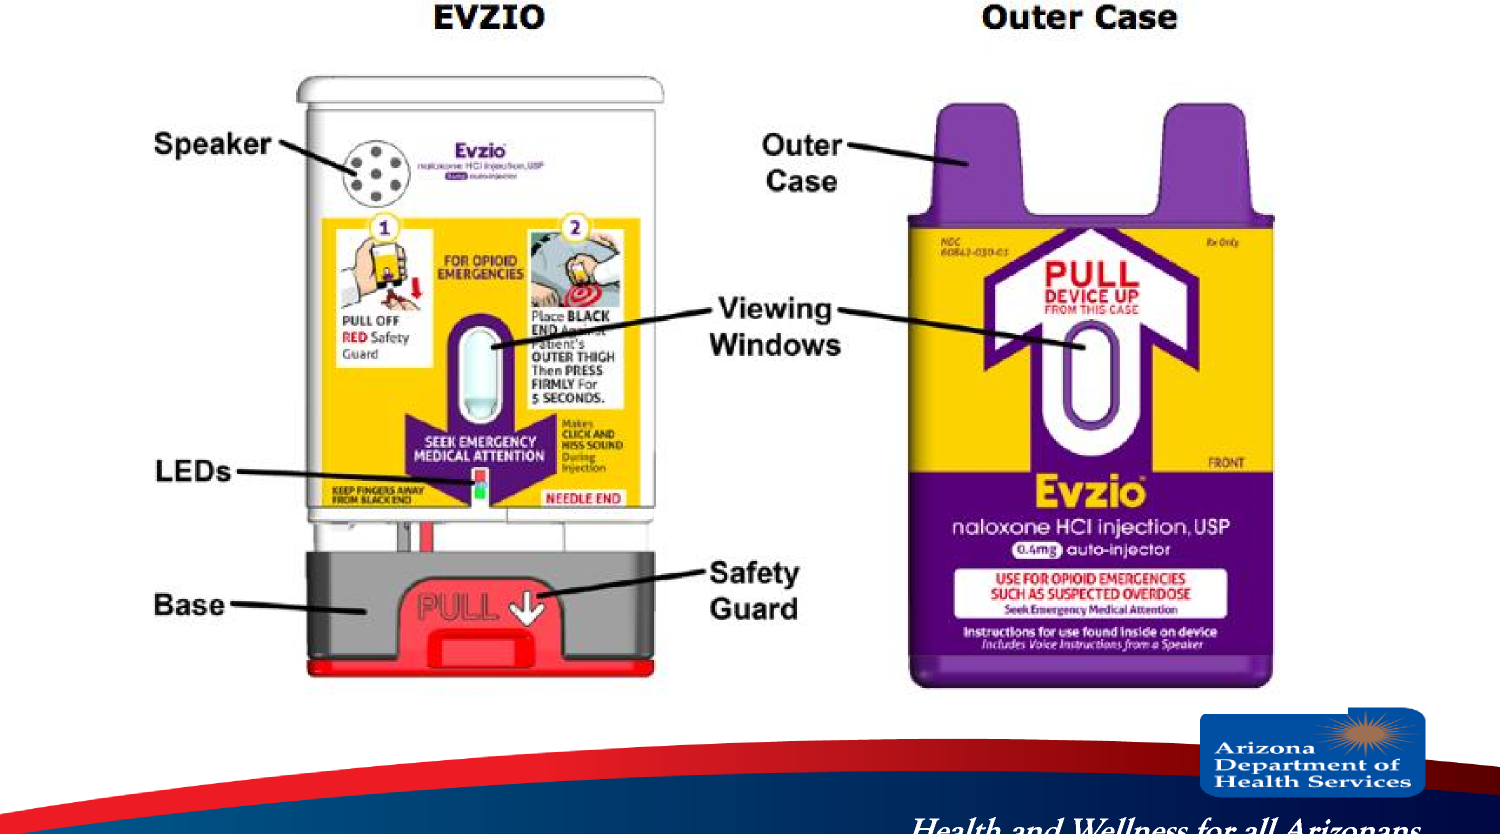 EVZIO
Outer Case
Speaker
Evzio
naloxone HCl injection, USP
0.4mg auto-injector
1
PULL OFF
RED Safety
Guard
FOR OPIOID
EMERGENCIES
2
Place BLACK
END Against
Patient's
OUTER THIGH
Then PRESS
FIRMLY For
5 SECONDS.
SEEK EMERGENCY
MEDICAL ATTENTION
Makes
CLICK AND
HISS SOUND
During
Injection
KEEP FINGERS AWAY
FROM BLACK END
NEEDLE END
LEDs
Base
PULL
Safety
Guard
Viewing
Windows
Outer
Case
NDC
60842-030-01
Rx Only
PULL
DEVICE UP
FROM THIS CASE
FRONT
Evzio
naloxone HCl injection, USP
0.4mg auto-injector
USE FOR OPIOID EMERGENCIES
SUCH AS SUSPECTED OVERDOSE
Seek Emergency Medical Attention
Instructions for use found inside on device
Includes Voice Instructions from a Speaker
Arizona
Department of
Health Services
Health and Wellness for all Arizonans